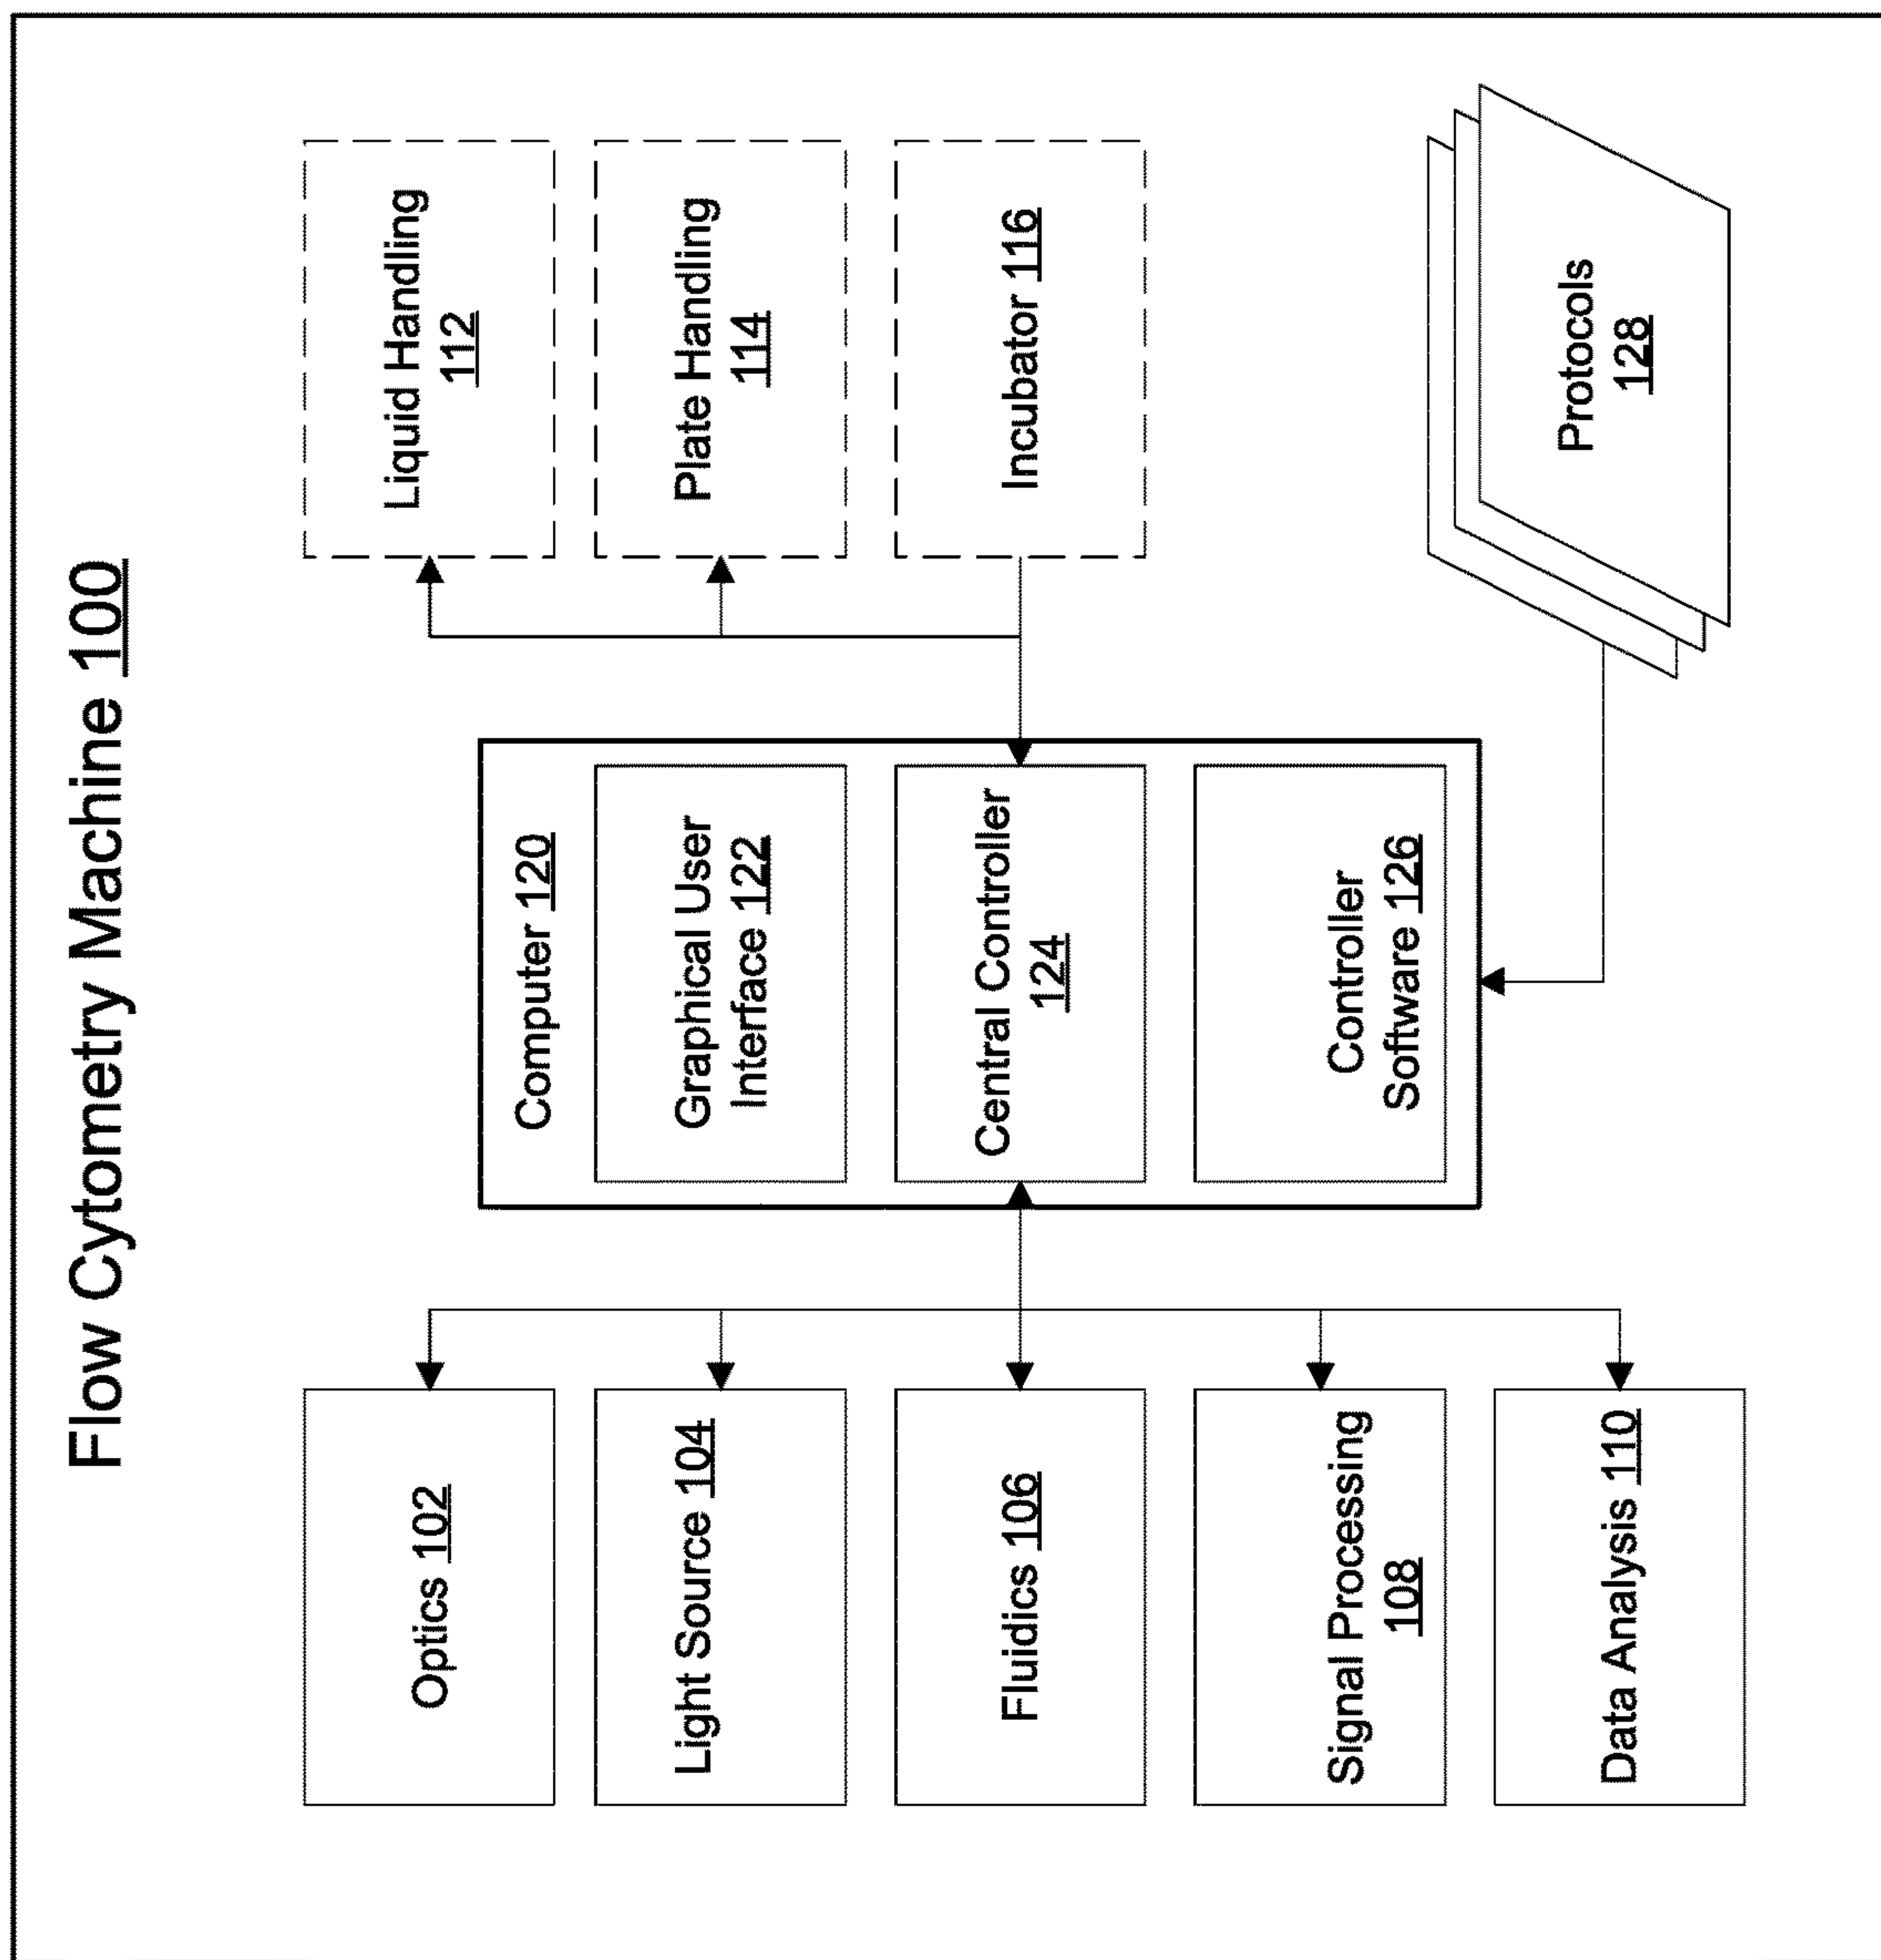 Flow Cytometry Machine 100
Optics 102
Light Source 104
Fluidics 106
Signal Processing
108
Data Analysis 110
Computer 120
Graphical User
Interface 122
Central Controller
124
Controller
Software 126
Liquid Handling
112
Plate Handling
114
Incubator 116
Protocols
128